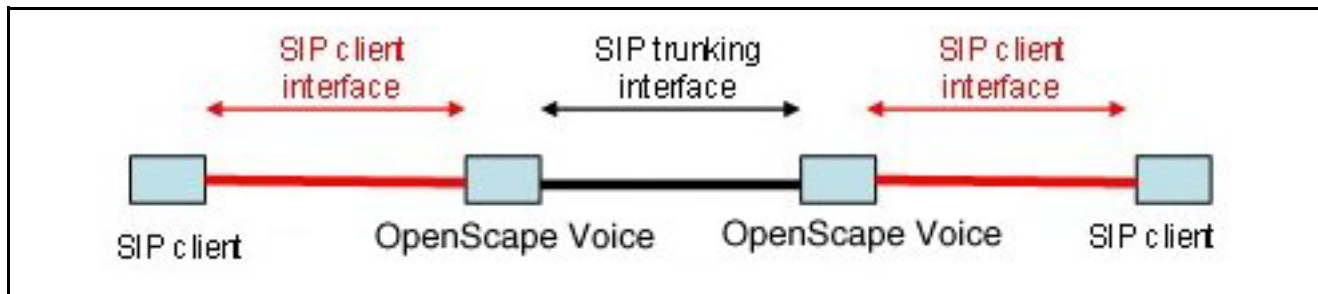 SIP client
interface
SIP trunking
interface
SIP client
interface
SIP client
OpenScape Voice
OpenScape Voice
SIP client